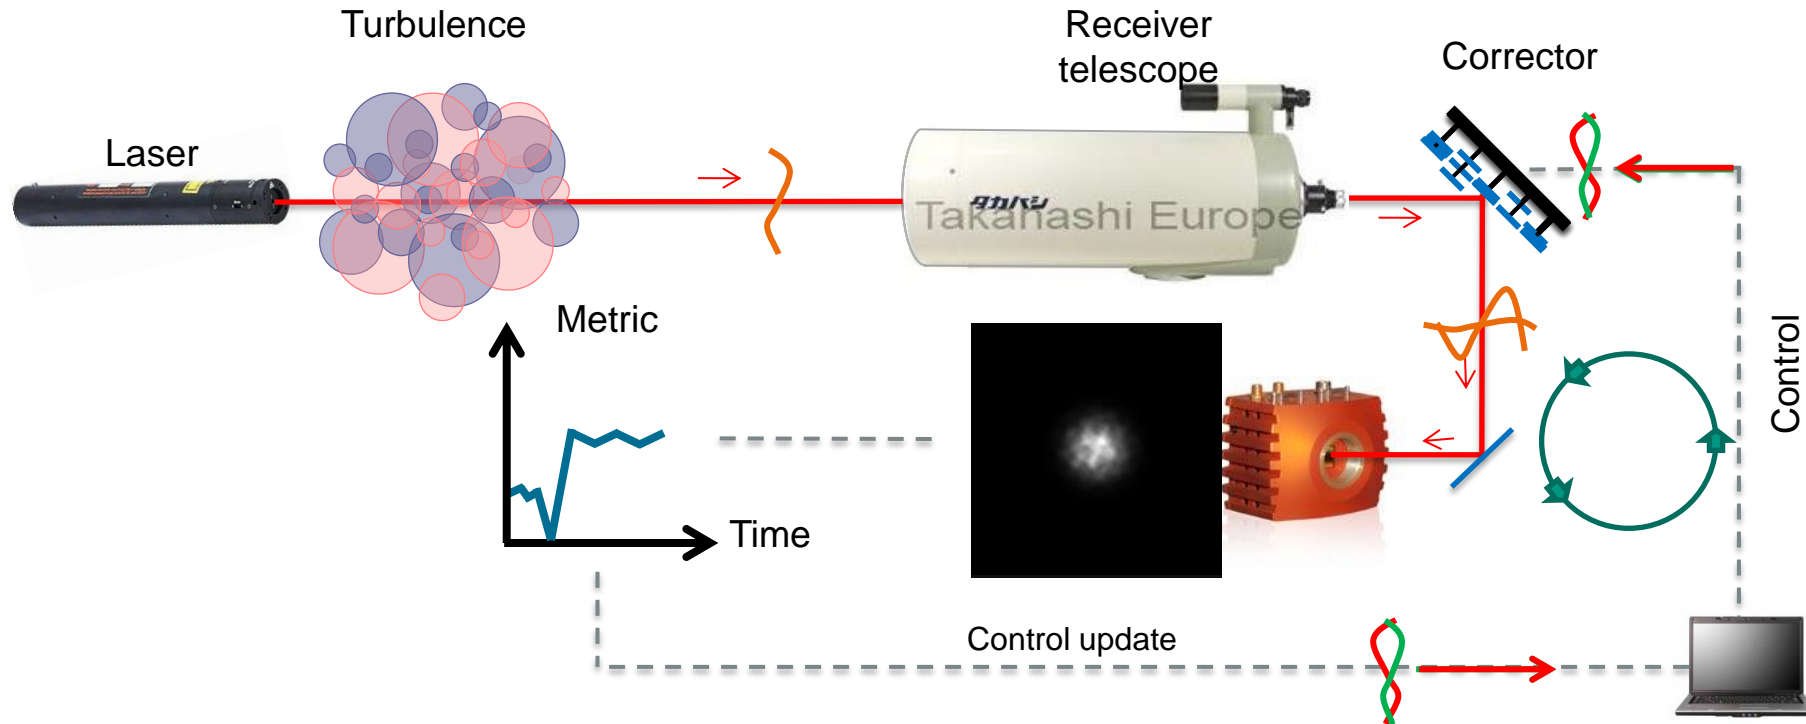 Turbulence
Receiver
telescope
Corrector
Laser
タカハシ
Takahashi Europe
Metric
Time
Control
Control update